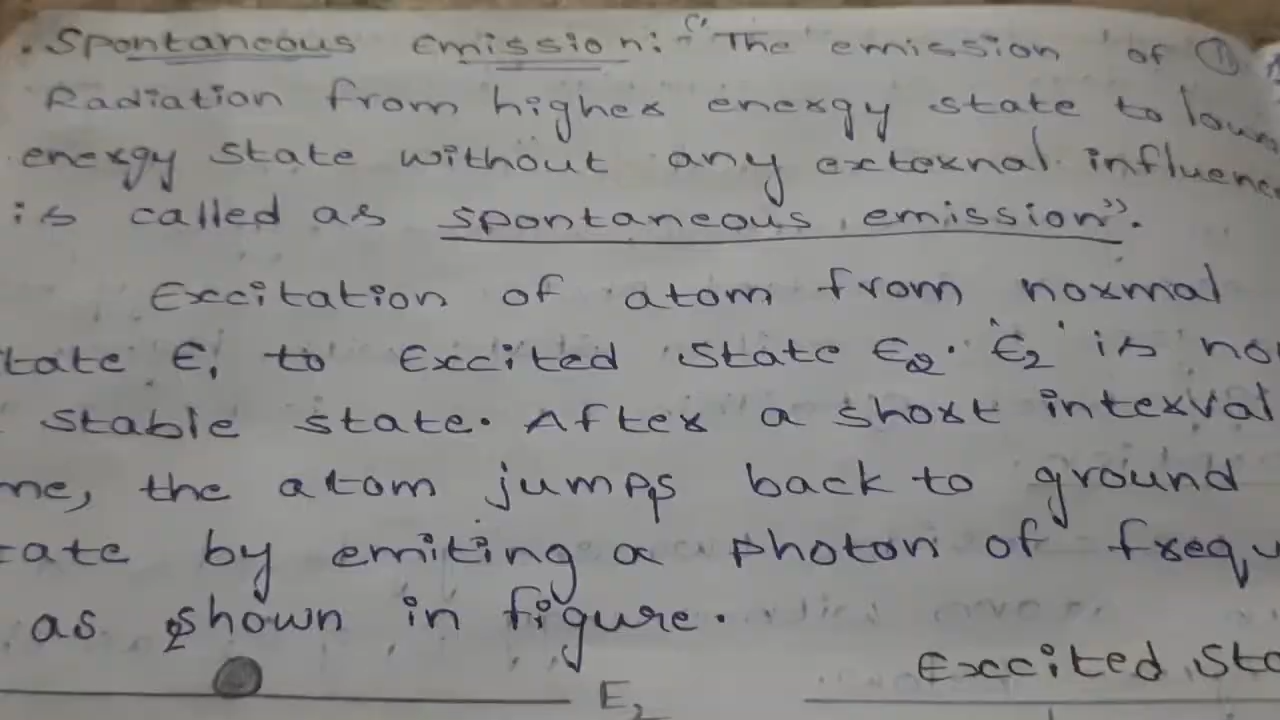 . Spontaneous emission:- "The emission of ①
Radiation from higher energy state to
energy state without any external
is called as spontaneous emission".
Excitation of atom from normal
tate E₁ to Excited state E₂. 'E₂' is no
stable state. After a short interval
me, the atom jumps back to ground
tate by emiting a photon of frequ
as shown in figure.
Excited Sta
E₂